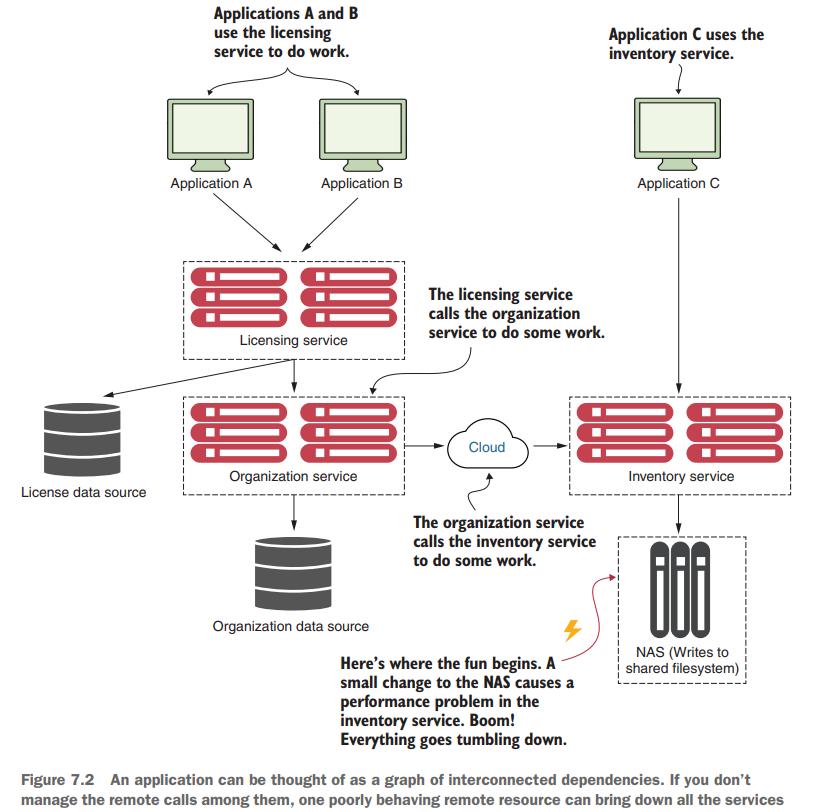 Applications A and B
use the licensing
service to do work.
Application C uses the
inventory service.
Application A
Application B
Application C
Licensing service
The licensing service
calls the organization
service to do some work.
License data source
Organization service
Cloud
Inventory service
The organization service
calls the inventory service
to do some work.
Organization data source
NAS (Writes to
shared filesystem)
Here's where the fun begins. A
small change to the NAS causes a
performance problem in the
inventory service. Boom!
Everything goes tumbling down.
Figure 7.2 An application can be thought of as a graph of interconnected dependencies. If you don't
manage the remote calls among them, one poorly behaving remote resource can bring down all the services